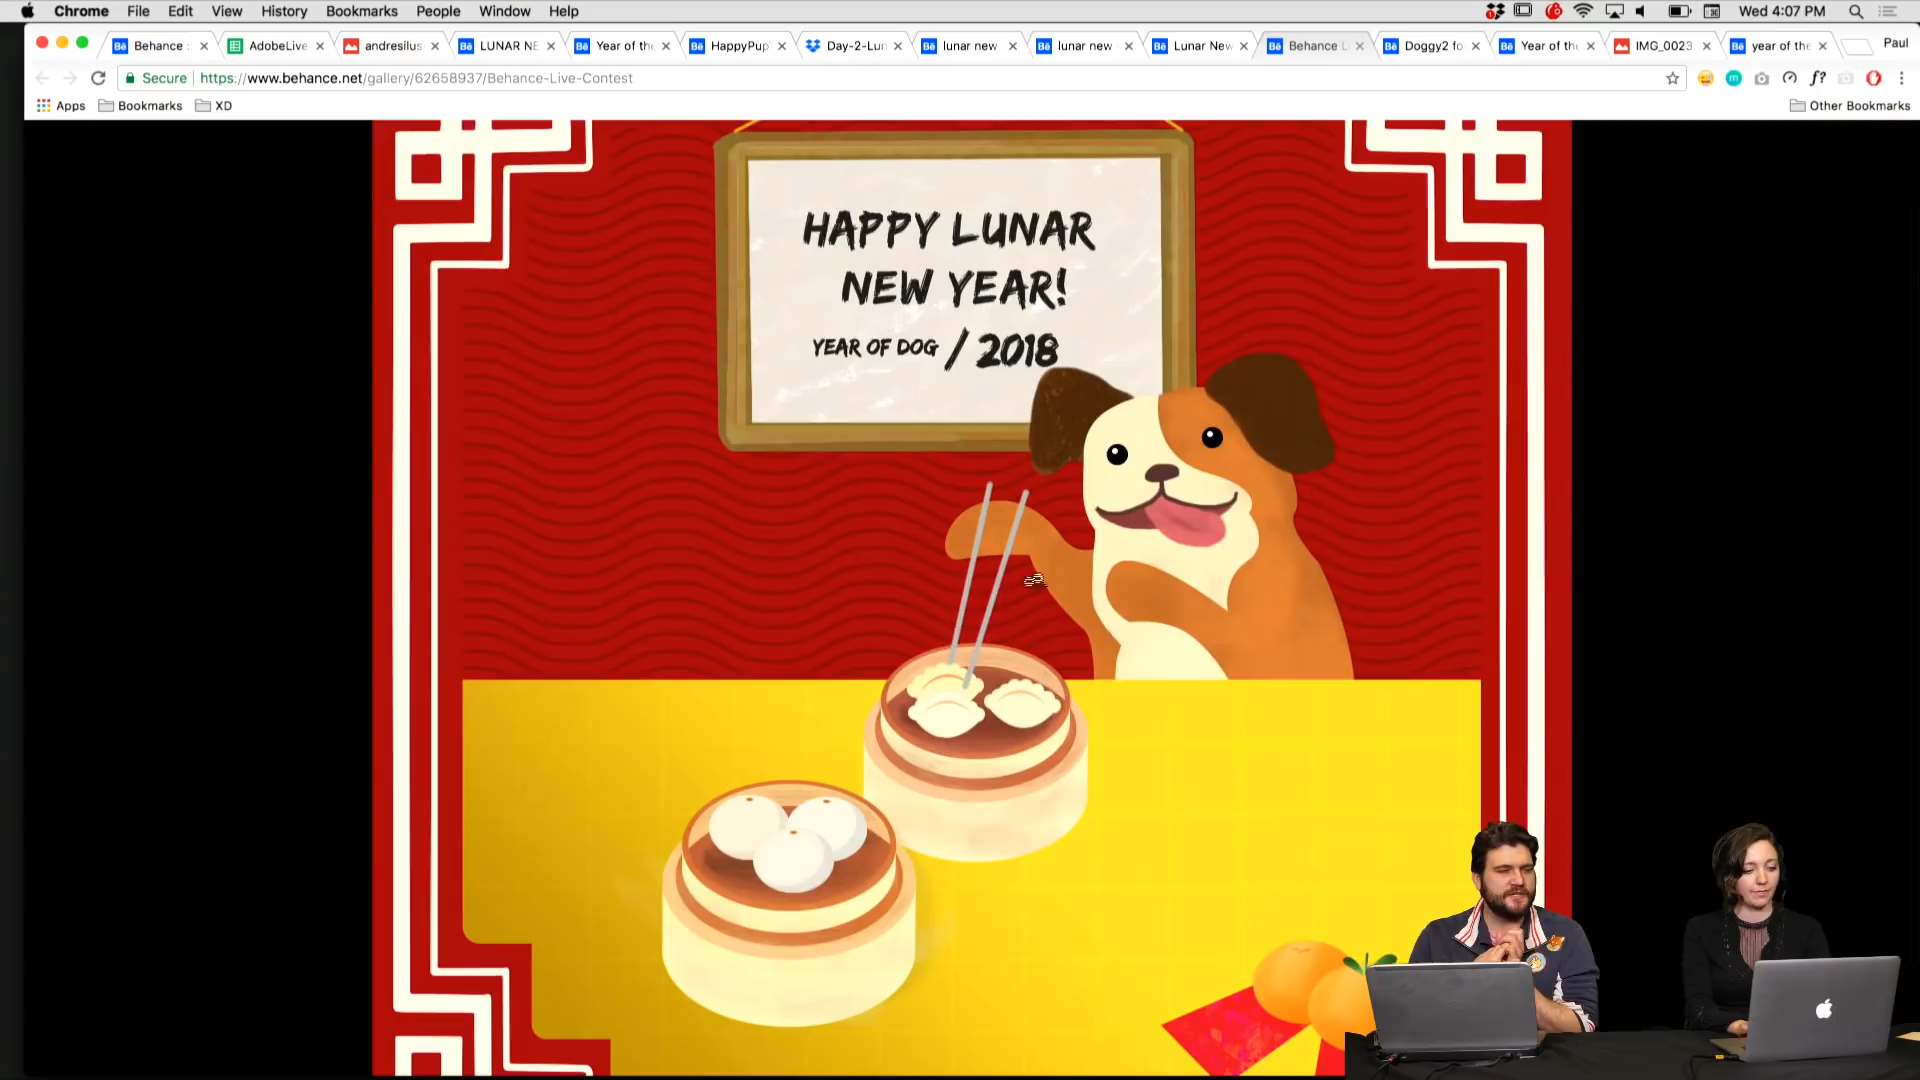 Chrome File Edit View History Bookmarks People Window Help Wed 4:07 PM
Behance : AdobeLive andresilus LUNAR NE Year of the HappyPup Day-2-Lun lunar new lunar new Lunar New Behance Li Doggy2 fo Year of the IMG_0023. year of the Paul
Secure https://www.behance.net/gallery/62658937/Behance-Live-Contest
Apps Bookmarks XD Other Bookmarks
HAPPY LUNAR
NEW YEAR!
YEAR OF DOG / 2018